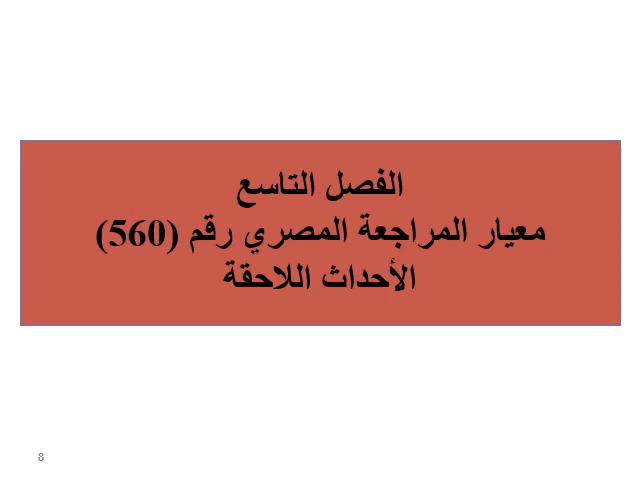 الفصل التاسع
معيار المراجعة المصري رقم (560)
الأحداث اللاحقة
8